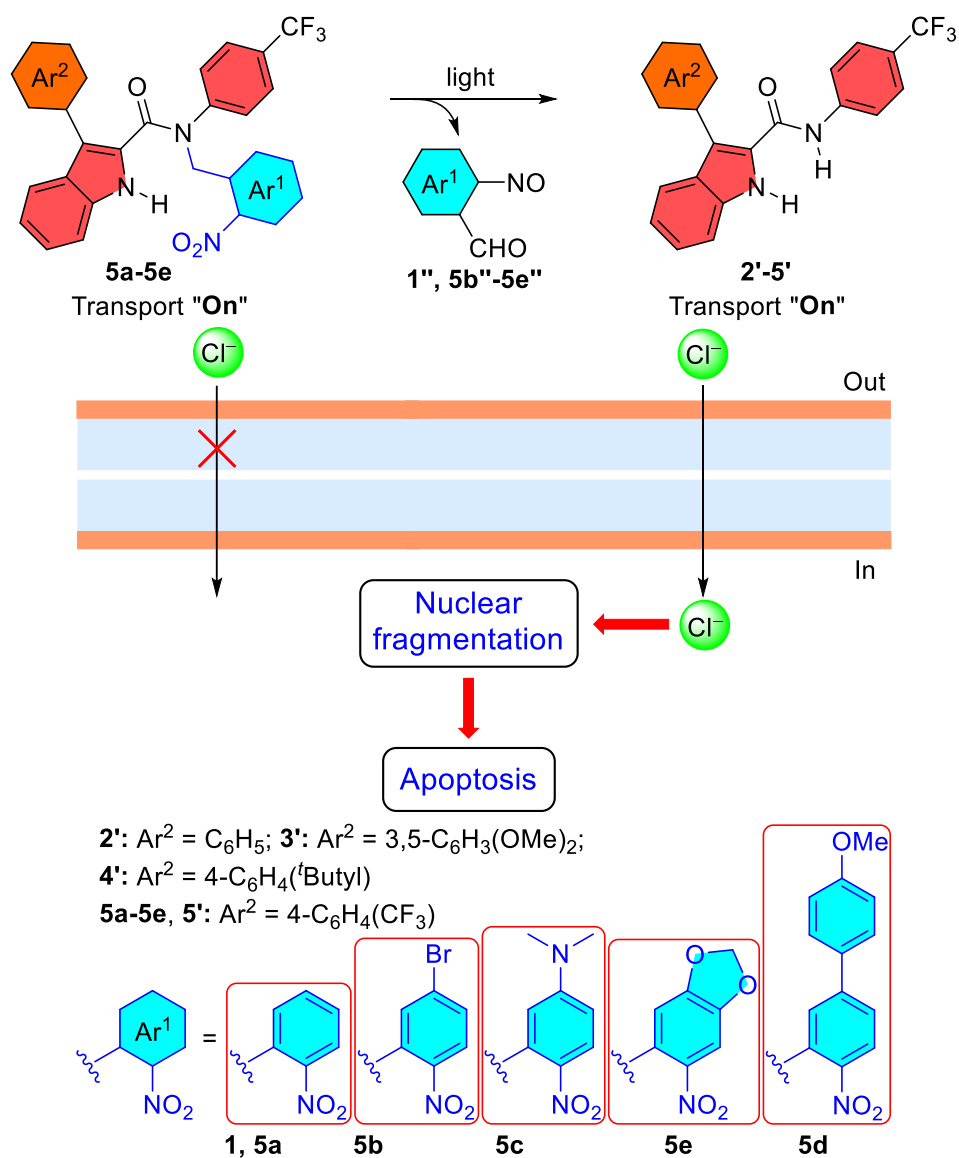 CF3
CF3
Ar2
O
N
N
H
Ar1
O2N
light
Ar1
NO
CHO
Ar2
O
N
H
N
H
5a-5e
1'', 5b''-5e''
2'-5'
Transport "On"
Transport "On"
Cl–
Cl–
Out
In
Nuclear
fragmentation
Cl–
Apoptosis
2': Ar2 = C6H5; 3': Ar2 = 3,5-C6H3(OMe)2;
4': Ar2 = 4-C6H4(tButyl)
5a-5e, 5': Ar2 = 4-C6H4(CF3)
OMe
Br
N
O
O
Ar1
=
NO2
NO2
NO2
NO2
NO2
NO2
1, 5a
5b
5c
5e
5d